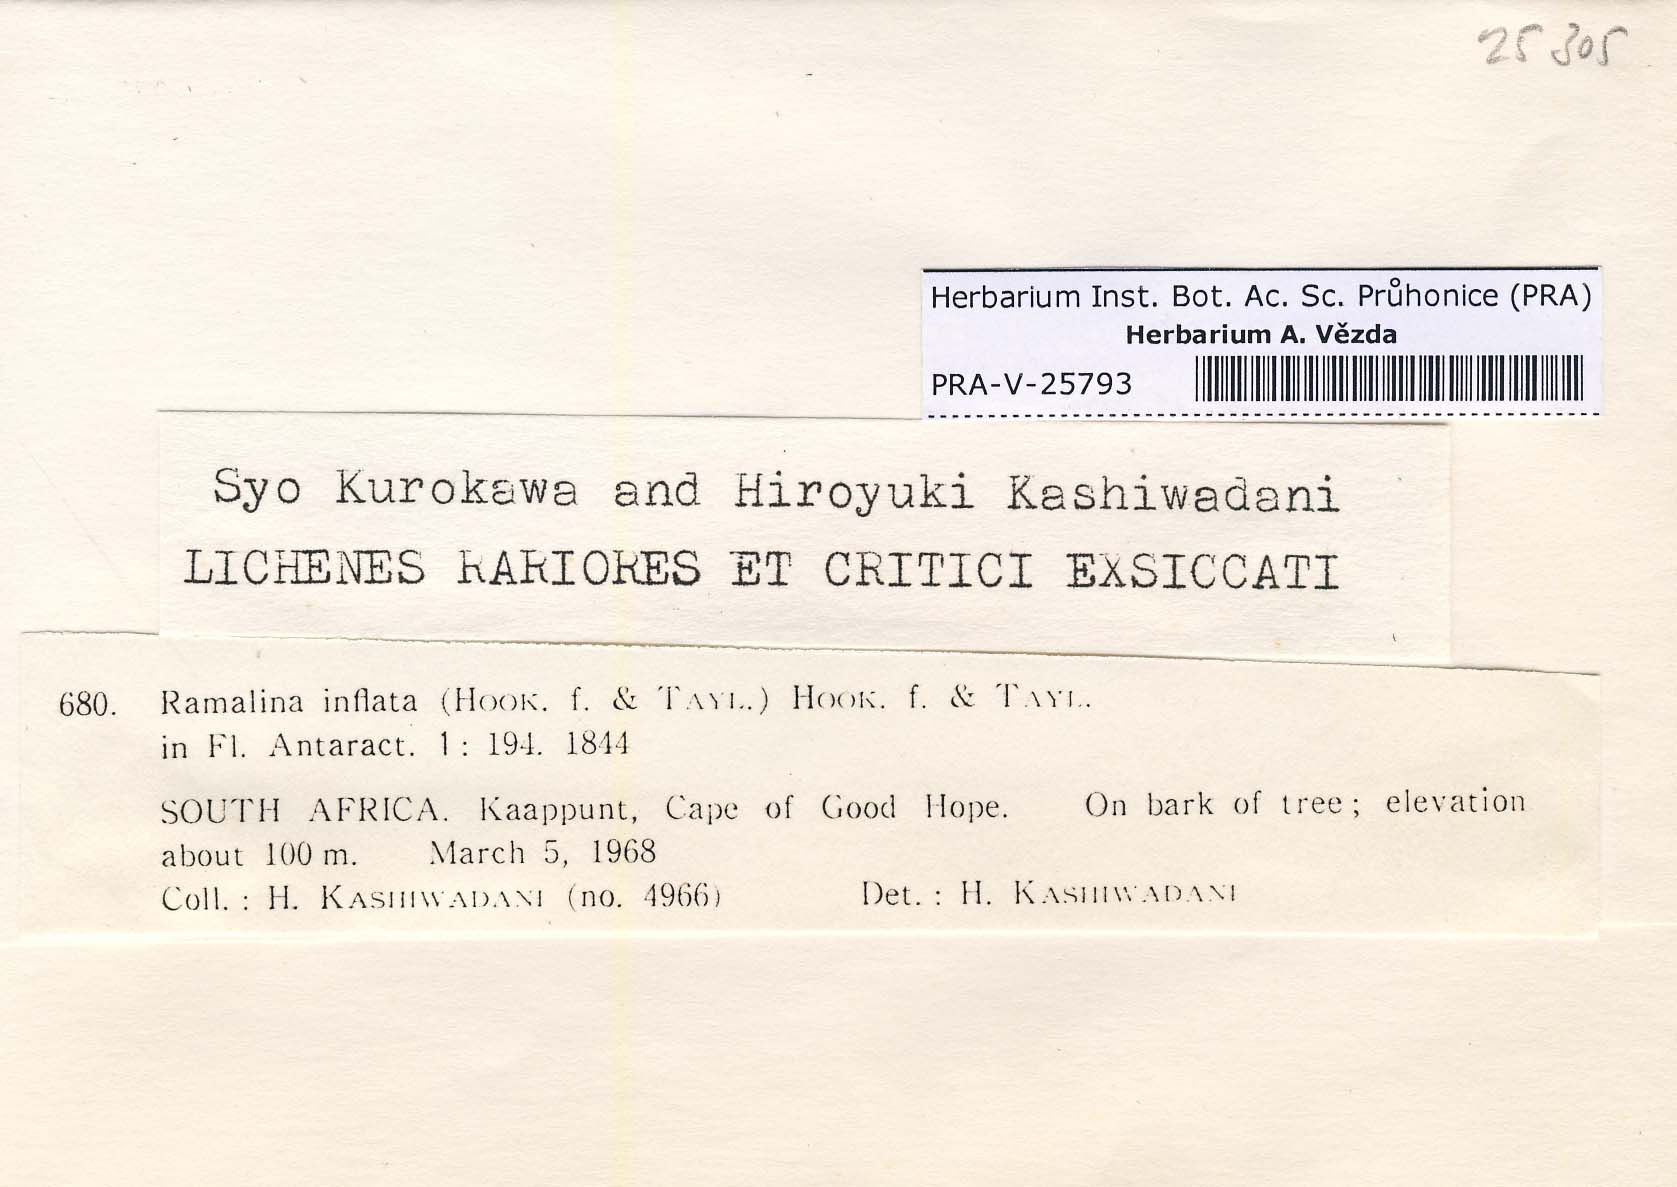 25 305
Herbarium Inst. Bot. Ac. Sc. Průhonice (PRA)
Herbarium A. Vězda
PRA-V-25793
Syo Kurokawa and Hiroyuki Kashiwadani
LICHENES RARIORES ET CRITICI EXSICCATI
680. Ramalina inflata (HOOK. f. & TAYL.) HOOK. f. & TAYL.
in Fl. Antaract. 1 : 194. 1844
SOUTH AFRICA. Kaappunt, Cape of Good Hope. On bark of tree ; elevation
about 100 m. March 5, 1968
Coll. : H. KASHIWADANI (no. 4966) Det. : H. KASHIWADANI